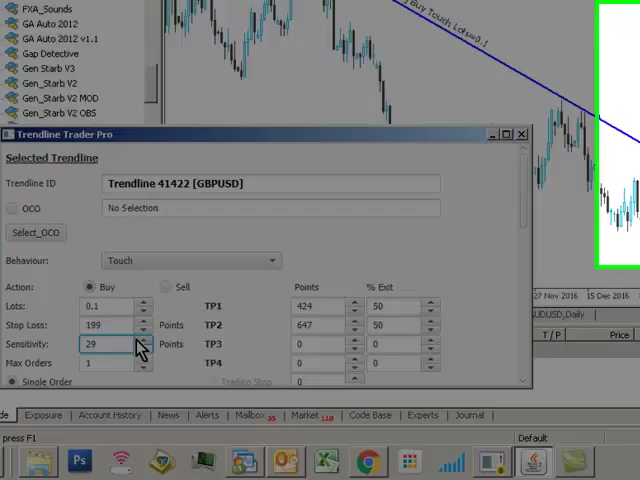 FXA_Sounds
GA Auto 2012
GA Auto 2012 v1.1
Gap Detective
Gen Starb V3
Gen_Starb V2
Gen_Starb V2 MOD
Gen_Starb V2 OBS
Buy Touch Lots=0.1
Trendline Trader Pro
Selected Trendline
Trendline ID Trendline 41422 [GBPUSD]
OCO No Selection
Select_OCO
Behaviour: Touch
Action: Buy Sell Points % Exit
Lots: 0.1 TP1 424 50
Stop Loss: 199 Points TP2 647 50
Sensitivity: 29 Points TP3 0 0
Max Orders 1 TP4 0 0
Single Order Trailing Stop 0
27 Nov 2016 15 Dec 2016
UDUSD,Daily
T / P Price
de Exposure Account History News Alerts Mailbox 35 Market 110 Code Base Experts Journal
press F1 Default
Ps